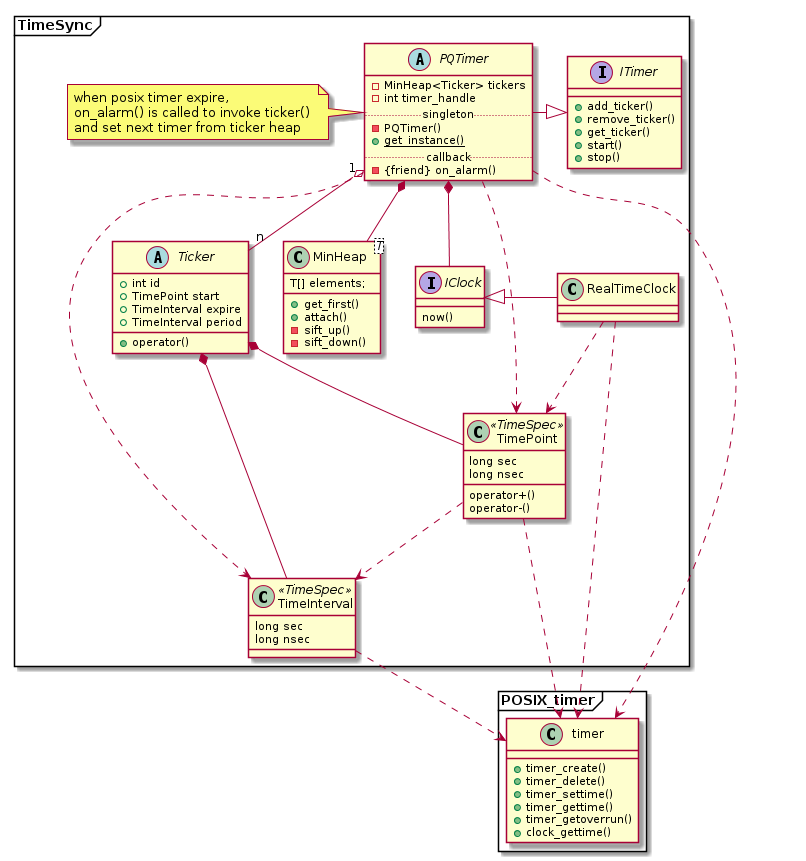 TimeSync
A PQTimer
MinHeap<Ticker> tickers
int timer_handle
singleton
PQTimer()
get_instance()
callback
{friend} on_alarm()
I ITimer
add_ticker()
remove_ticker()
get_ticker()
start()
stop()
when posix timer expire,
on_alarm() is called to invoke ticker()
and set next timer from ticker heap
1
n
A Ticker
int id
TimePoint start
TimeInterval expire
TimeInterval period
operator()
C MinHeap
T
T[] elements;
get_first()
attach()
sift_up()
sift_down()
I IClock
now()
C RealTimeClock
C «TimeSpec»
TimePoint
long sec
long nsec
operator+()
operator-()
C «TimeSpec»
TimeInterval
long sec
long nsec
POSIX_timer
C timer
timer_create()
timer_delete()
timer_settime()
timer_gettime()
timer_getoverrun()
clock_gettime()